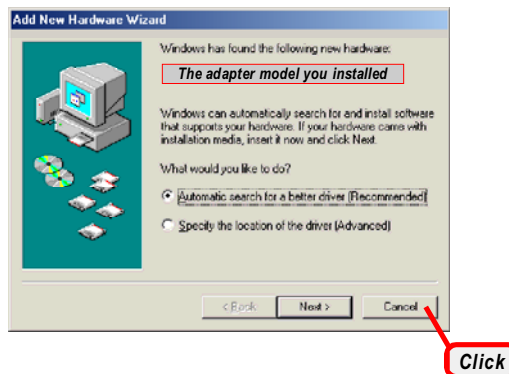 Add New Hardware Wizard
Windows has found the following new hardware:
The adapter model you installed
Windows can automatically search for and install software
that supports your hardware. If your hardware came with
installation media, insert it now and click Next.
What would you like to do?
Automatic search for a better driver (Recommended)
Specify the location of the driver (Advanced)
< Back
Next >
Cancel
Click